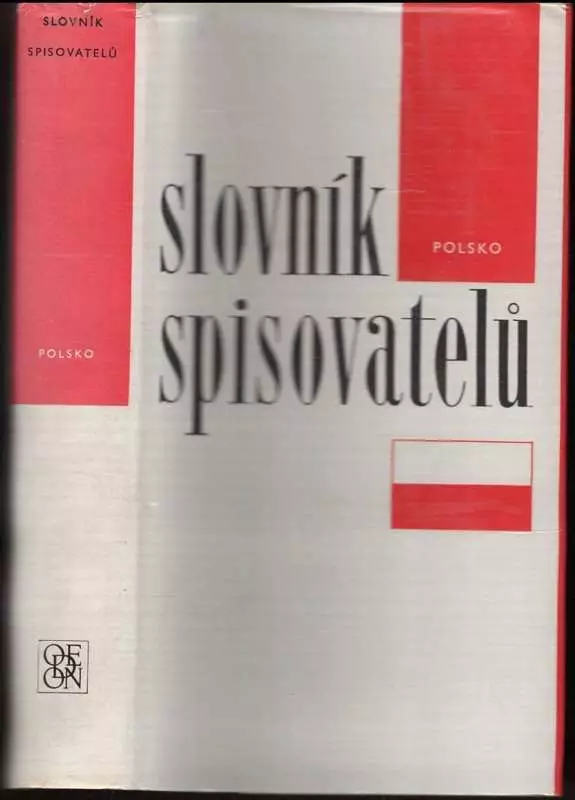 SLOVNÍK
SPISOVATELŮ
POLSKO
ODEON
slovník
POLSKO
spisovatelů